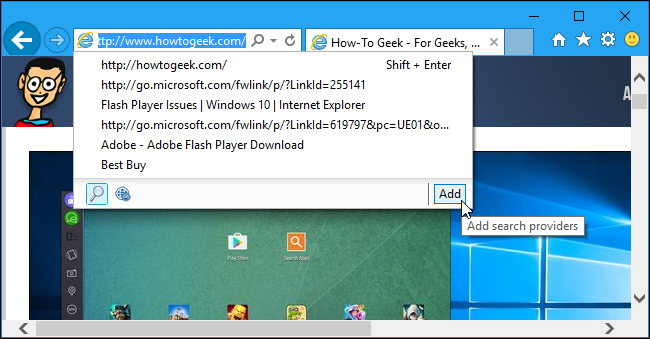 ttp://www.howtogeek.com/
How-To Geek - For Geeks, ...
http://howtogeek.com/ Shift + Enter
http://go.microsoft.com/fwlink/p/?LinkId=255141
Flash Player Issues | Windows 10 | Internet Explorer
http://go.microsoft.com/fwlink/p/?LinkId=619797&pc=UE01&o...
Adobe - Adobe Flash Player Download
Best Buy
A
Add
Add search providers
Play Store
Search Apps